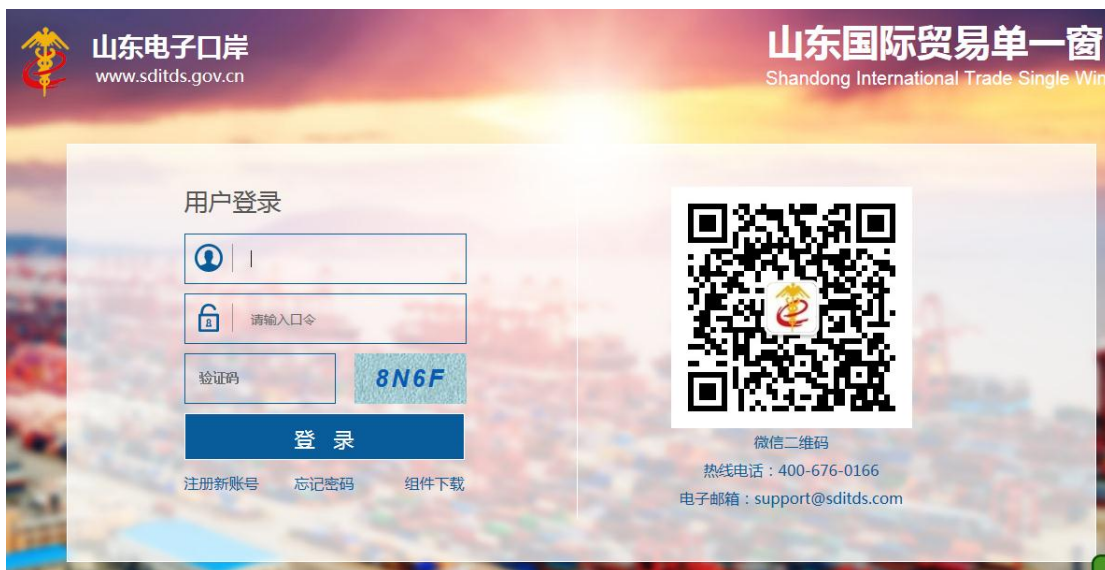 山东电子口岸
www.sditds.gov.cn
山东国际贸易单一窗
Shandong International Trade Single Win
用户登录
请输入口令
验证码
8N6F
登 录
注册新账号 忘记密码 组件下载
微信二维码
热线电话：400-676-0166
电子邮箱：support@sditds.com